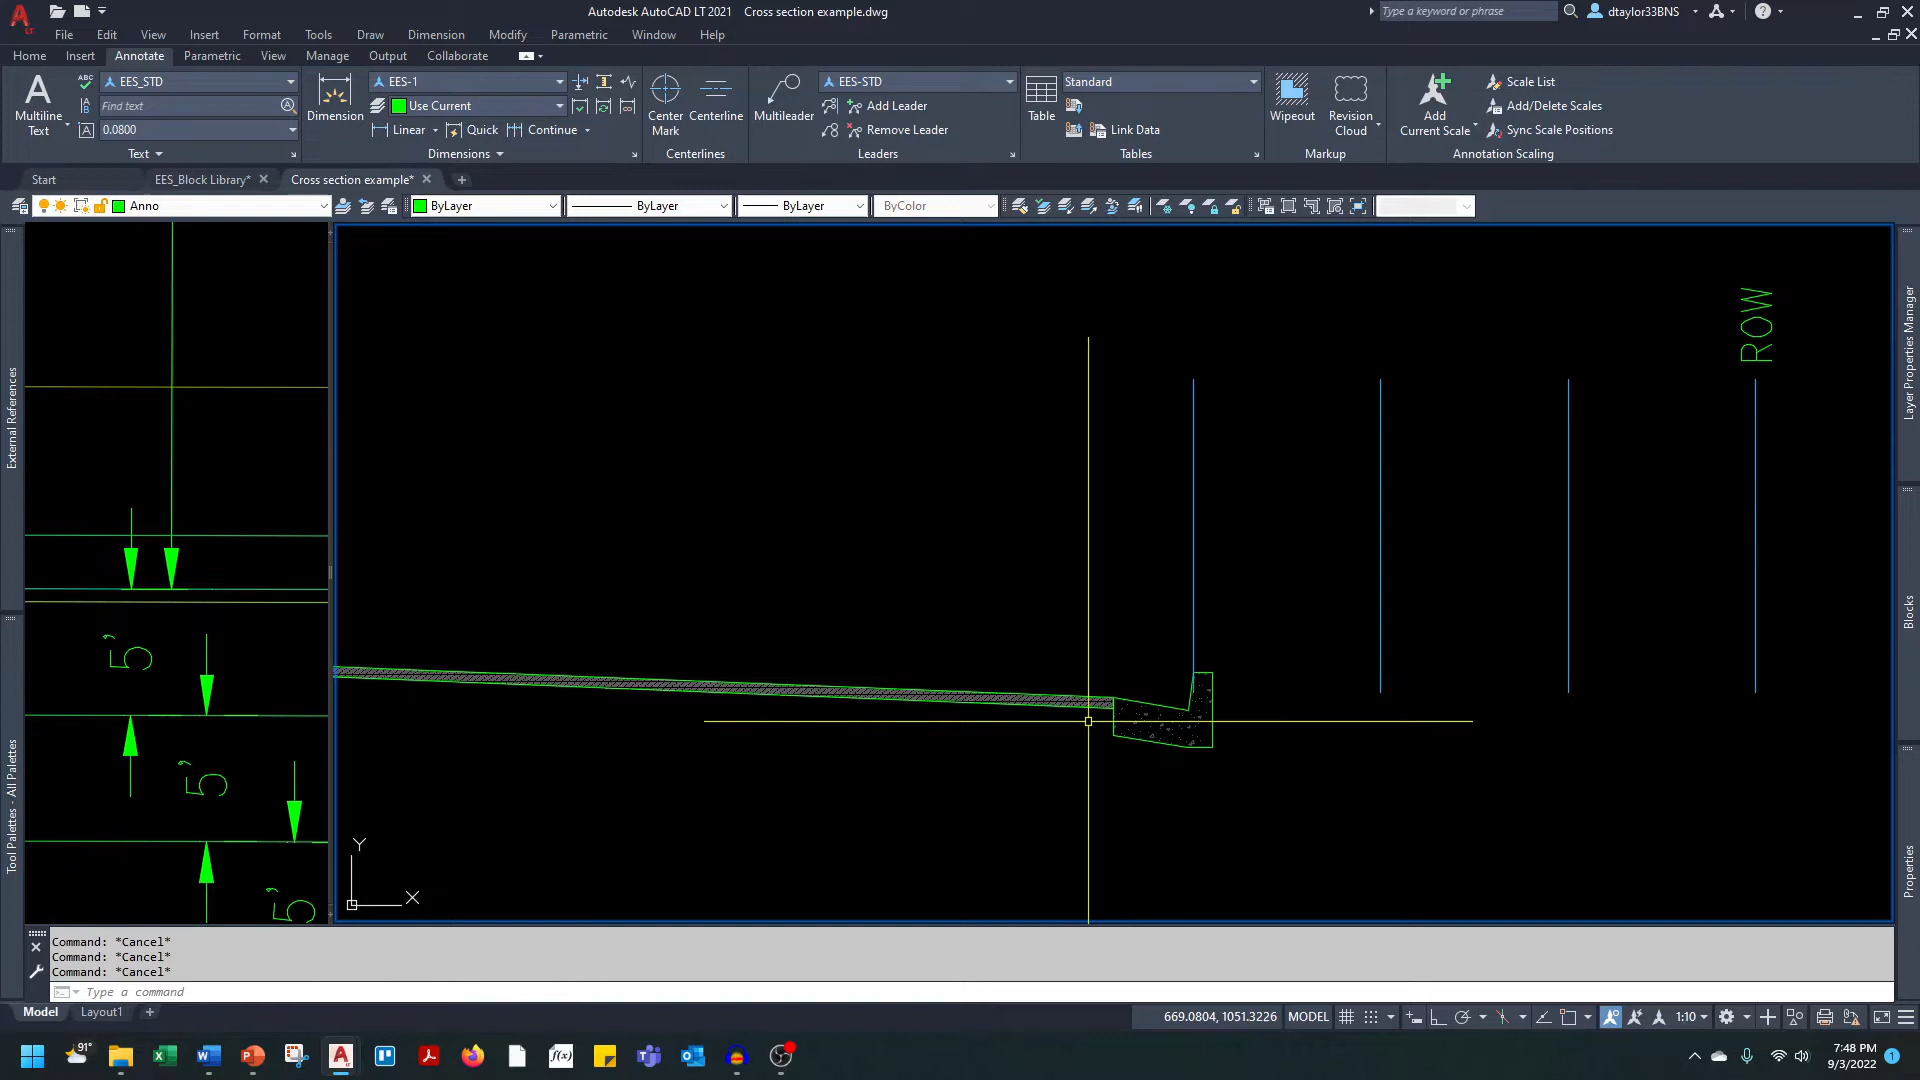 Autodesk AutoCAD LT 2021 Cross section example.dwg
Type a keyword or phrase
dtaylor33BNS
LT
File Edit View Insert Format Tools Draw Dimension Modify Parametric Window Help
Home Insert Annotate Parametric View Manage Output Collaborate
Multiline Text
ABC
EES_STD
Find text
0.0800
Text
Dimension
EES-1
Use Current
Linear Quick Continue
Dimensions
Center Mark
Centerline
Centerlines
Multileader
EES-STD
Add Leader
Remove Leader
Leaders
Table
Standard
Link Data
Tables
Wipeout
Revision Cloud
Markup
Add Current Scale
Scale List
Add/Delete Scales
Sync Scale Positions
Annotation Scaling
Start EES_Block Library* Cross section example*
Anno
ByLayer
ByLayer
ByLayer
ByColor
External References
Tool Palettes - All Palettes
5'
5'
5'
ROW
Y
X
Layer Properties Manager
Blocks
Properties
Command: *Cancel*
Command: *Cancel*
Command: *Cancel*
Type a command
Model Layout1
669.0804, 1051.3226 MODEL
1:10
91°
f(x)
7:48 PM
9/3/2022
1